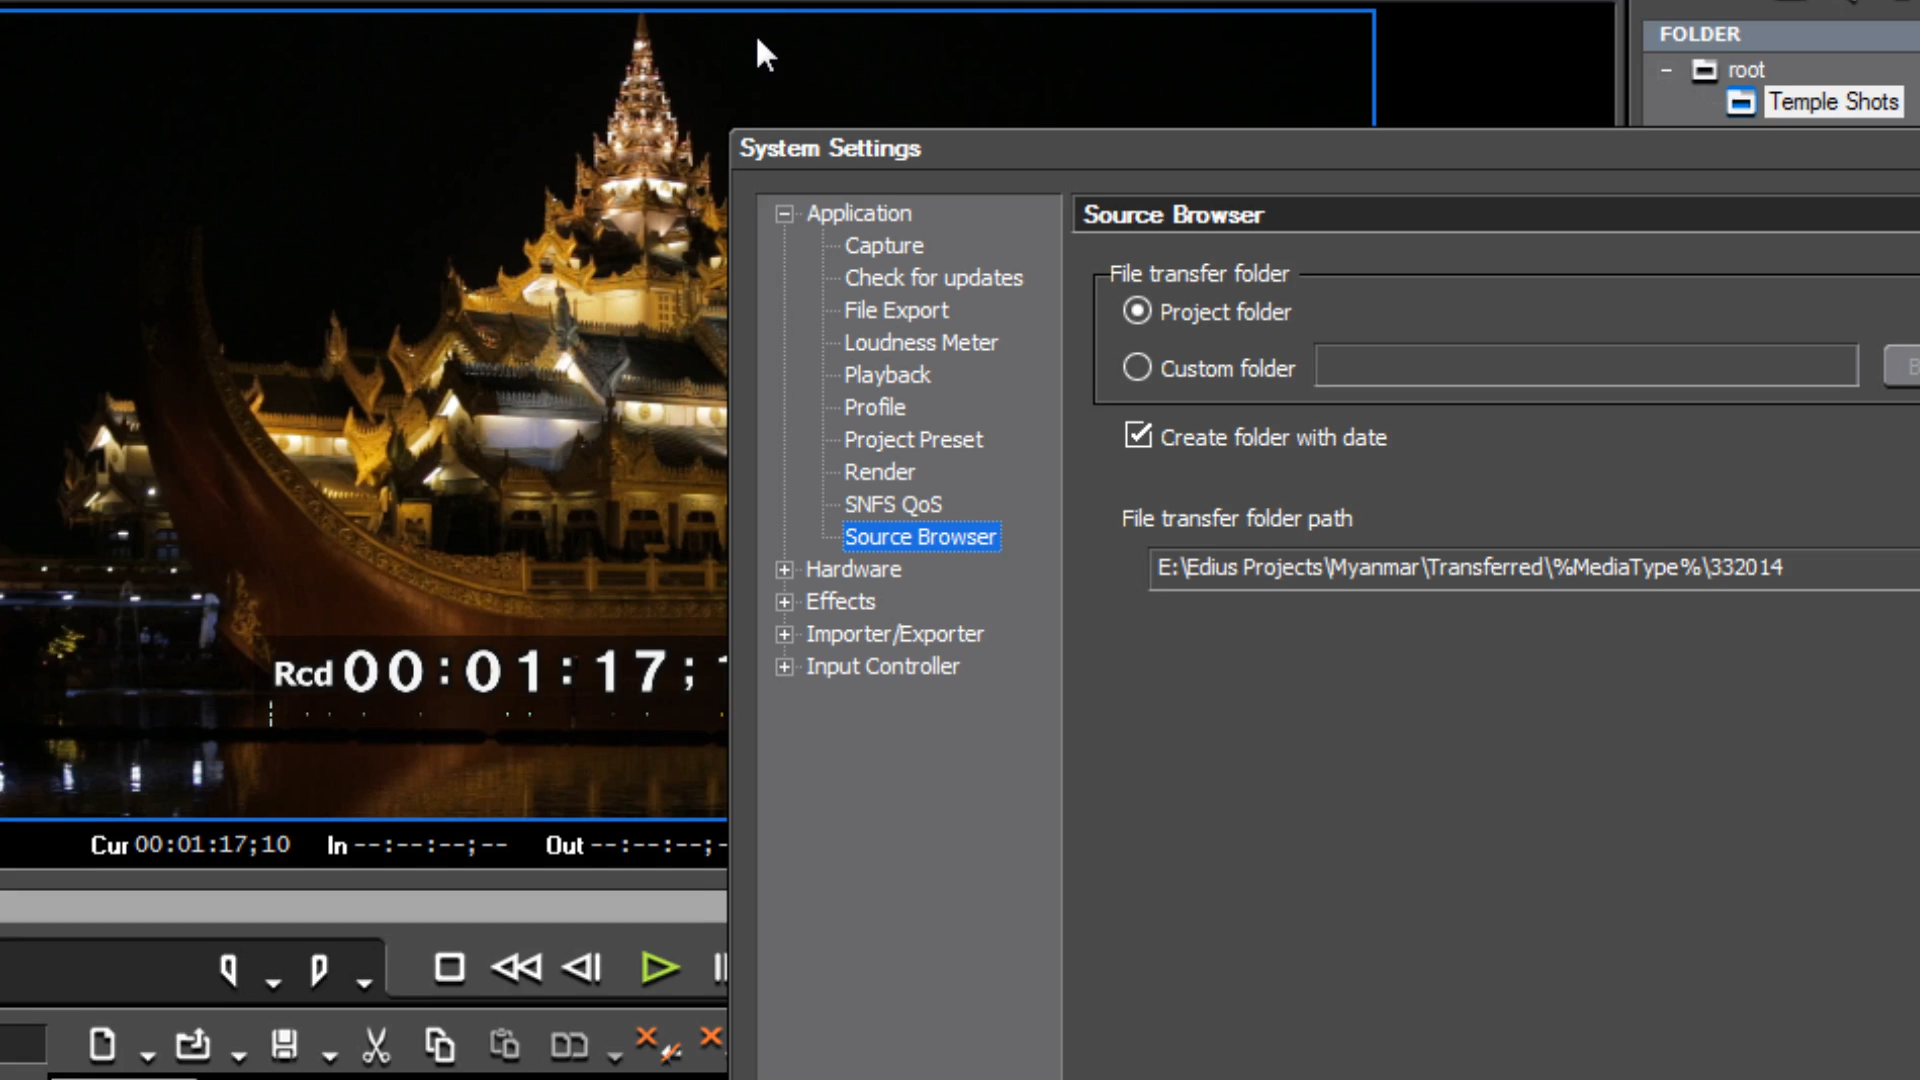 FOLDER
root
Temple Shots
System Settings
Application
Capture
Check for updates
File Export
Loudness Meter
Playback
Profile
Project Preset
Render
SNFS QoS
Source Browser
Hardware
Effects
Importer/Exporter
Input Controller
Source Browser
File transfer folder
Project folder
Custom folder
Create folder with date
File transfer folder path
E:\Edius Projects\Myanmar\Transferred\%MediaType%\332014
Rcd 00:01:17;
Cur 00:01:17;10 In --:--:--;-- Out --:--:--;-